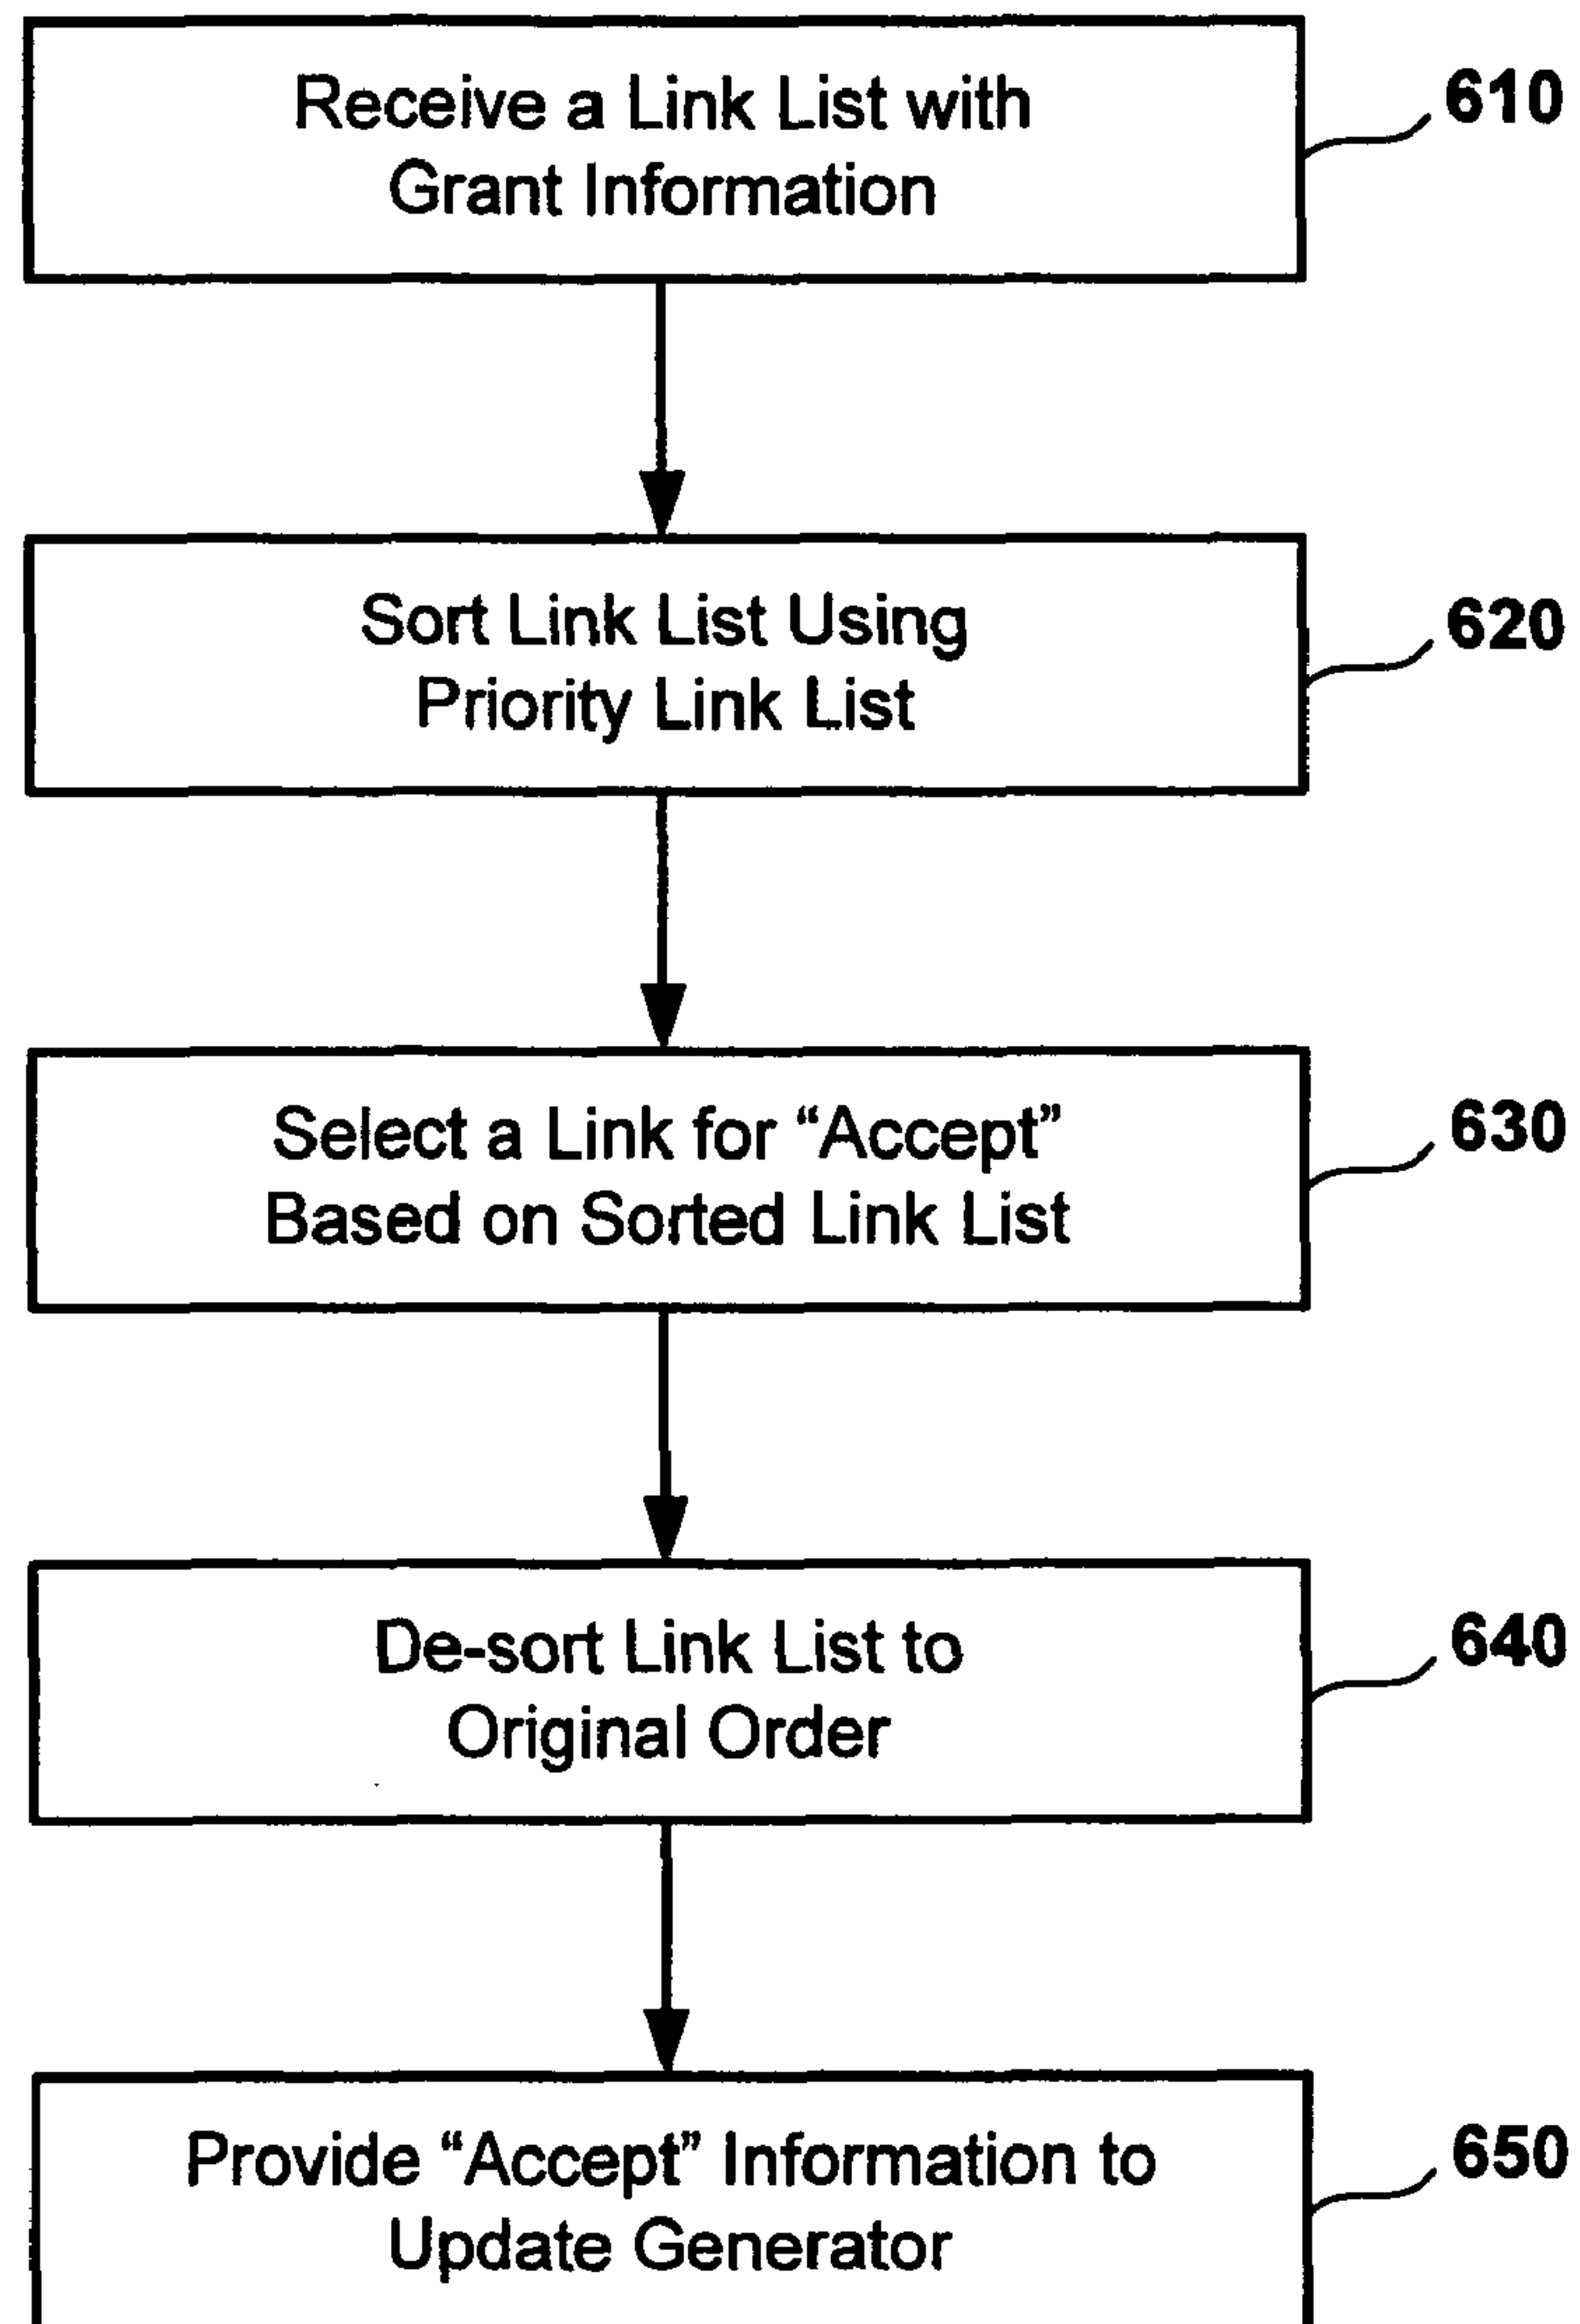 Receive a Link List with
Grant Information
610
Sort Link List Using
Priority Link List
620
Select a Link for “Accept”
Based on Sorted Link List
630
De-sort Link List to
Original Order
640
Provide “Accept” Information to
Update Generator
650